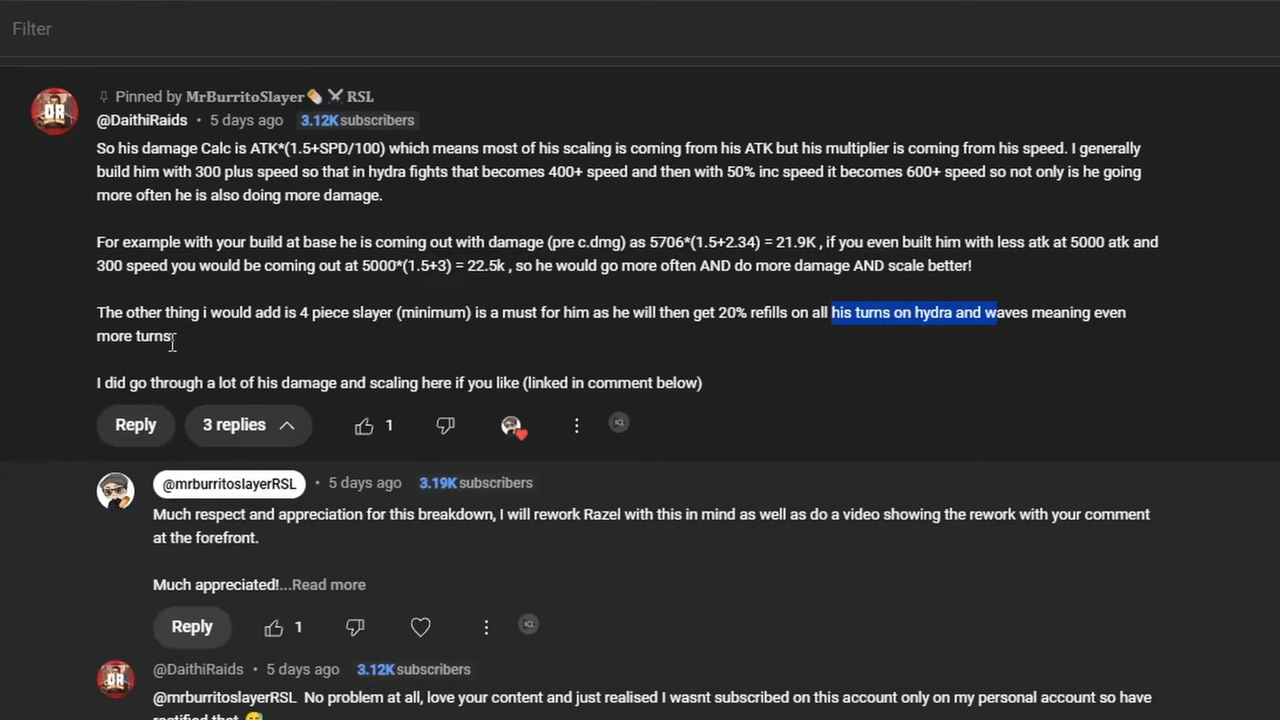 Filter
Pinned by MrBurritoSlayer🌯⚔️ RSL
@DaithiRaids • 5 days ago 3.12K subscribers
So his damage Calc is ATK*(1.5+SPD/100) which means most of his scaling is coming from his ATK but his multiplier is coming from his speed. I generally
build him with 300 plus speed so that in hydra fights that becomes 400+ speed and then with 50% inc speed it becomes 600+ speed so not only is he going
more often he is also doing more damage.
For example with your build at base he is coming out with damage (pre c.dmg) as 5706*(1.5+2.34) = 21.9K , if you even built him with less atk at 5000 atk and
300 speed you would be coming out at 5000*(1.5+3) = 22.5k , so he would go more often AND do more damage AND scale better!
The other thing i would add is 4 piece slayer (minimum) is a must for him as he will then get 20% refills on all his turns on hydra and waves meaning even
more turns
I did go through a lot of his damage and scaling here if you like (linked in comment below)
Reply 3 replies 1
@mrburritoslayerRSL • 5 days ago 3.19K subscribers
Much respect and appreciation for this breakdown, I will rework Razel with this in mind as well as do a video showing the rework with your comment
at the forefront.
Much appreciated!...Read more
Reply 1
@DaithiRaids • 5 days ago 3.12K subscribers
@mrburritoslayerRSL No problem at all, love your content and just realised I wasnt subscribed on this account only on my personal account so have
rectified that 😅